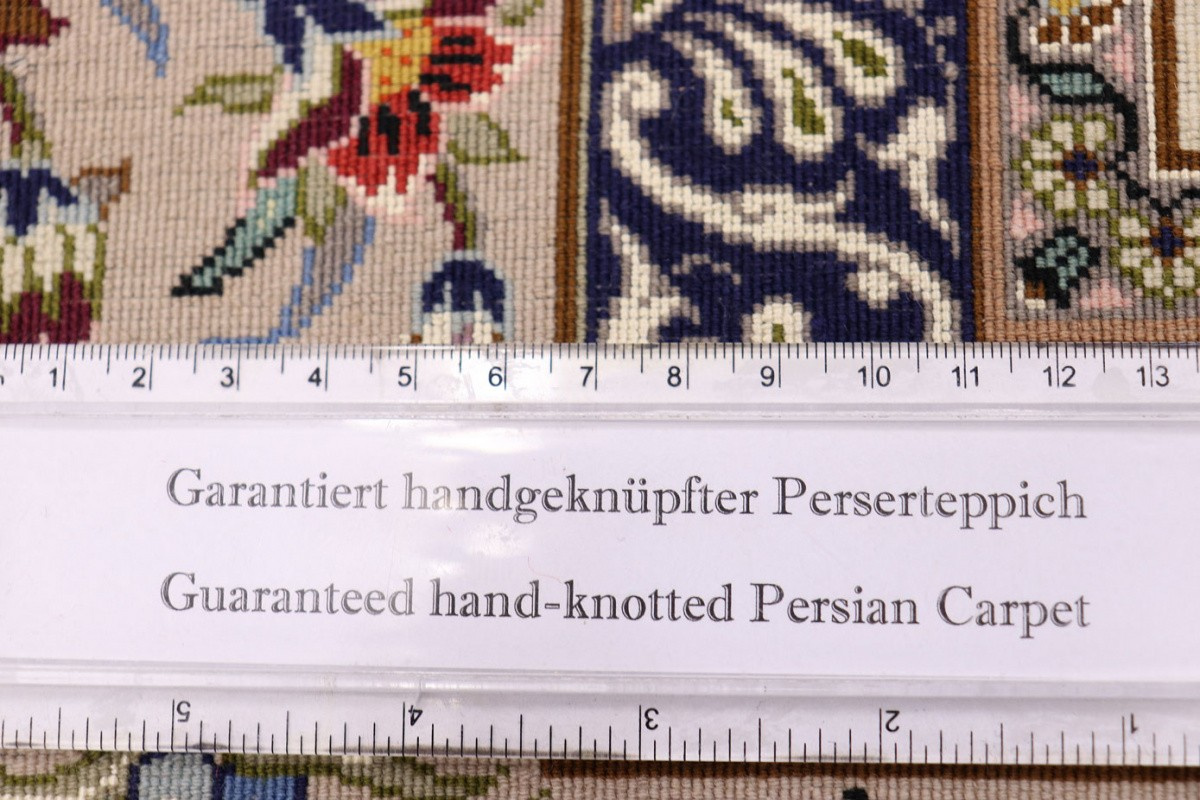 1 2 3 4 5 6 7 8 9 10 11 12 13
Garantiert handgeknüpfter Perserteppich
Guaranteed hand-knotted Persian Carpet
5 4 3 2 1